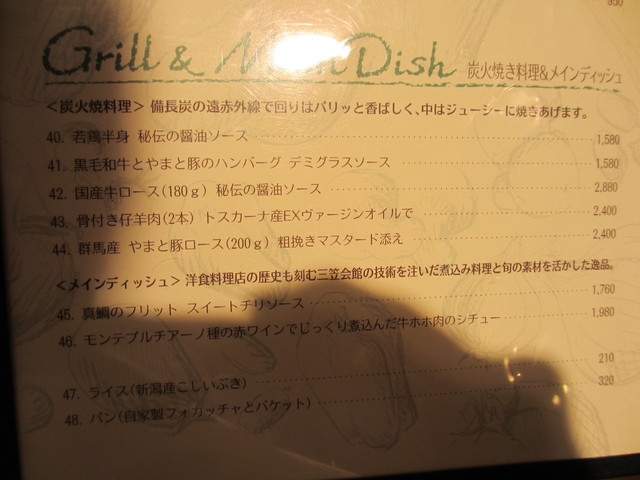 Grill & Main Dish 炭火焼き料理&メインディッシュ
<炭火焼料理> 備長炭の遠赤外線で回りはパリッと香ばしく、中はジューシーに焼きあげます。
40. 若鶏半身 秘伝の醤油ソース 1,580
41. 黒毛和牛とやまと豚のハンバーグ デミグラスソース 1,580
42. 国産牛ロース(180g) 秘伝の醤油ソース 2,880
43. 骨付き仔羊肉(2本) トスカーナ産EXヴァージンオイルで 2,400
44. 群馬産 やまと豚ロース(200g) 粗挽きマスタード添え 2,400
<メインディッシュ> 洋食料理店の歴史も刻む三笠会館の技術を注いだ煮込み料理と旬の素材を活かした逸品。
45. 真鯛のフリット スイートチリソース 1,760
46. モンテプルチアーノ種の赤ワインでじっくり煮込んだ牛ホホ肉のシチュー 1,980
47. ライス(新潟産こしいぶき) 210
48. パン(自家製フォカッチャとバケット) 320